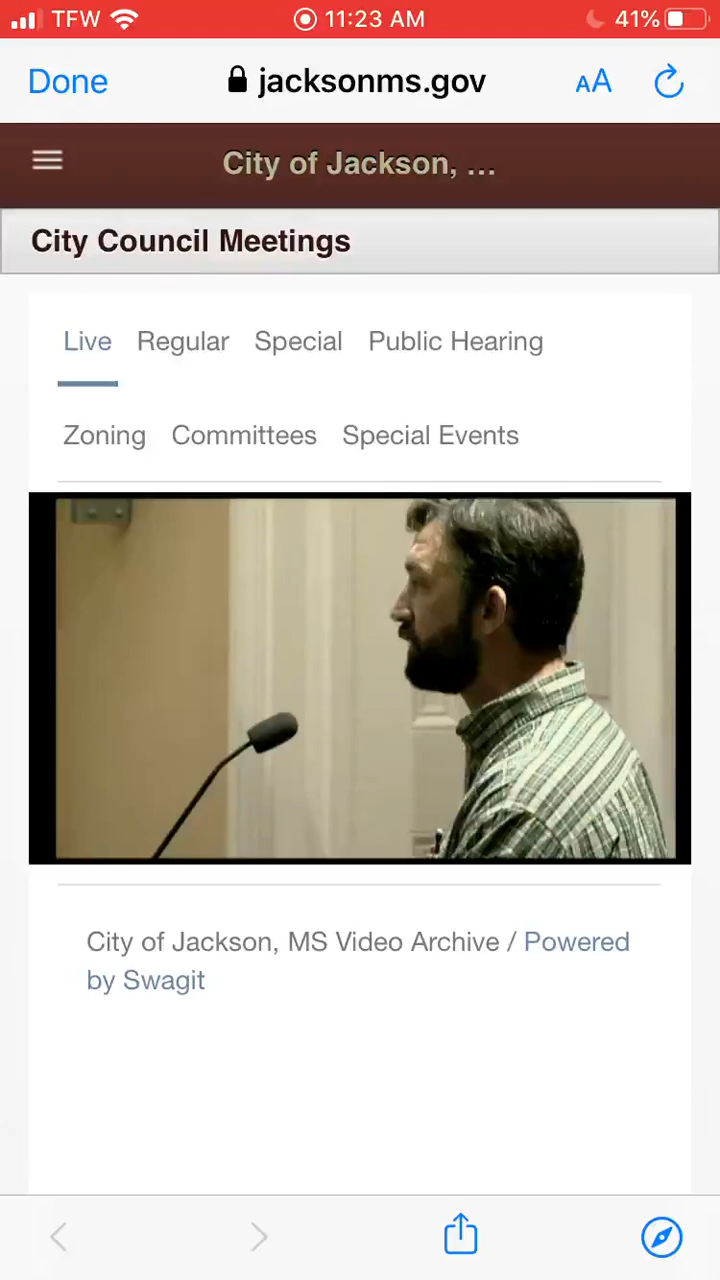 TFW 11:23 AM 41%
Done jacksonms.gov AA
City of Jackson, ...
City Council Meetings
Live Regular Special Public Hearing
Zoning Committees Special Events
City of Jackson, MS Video Archive / Powered
by Swagit